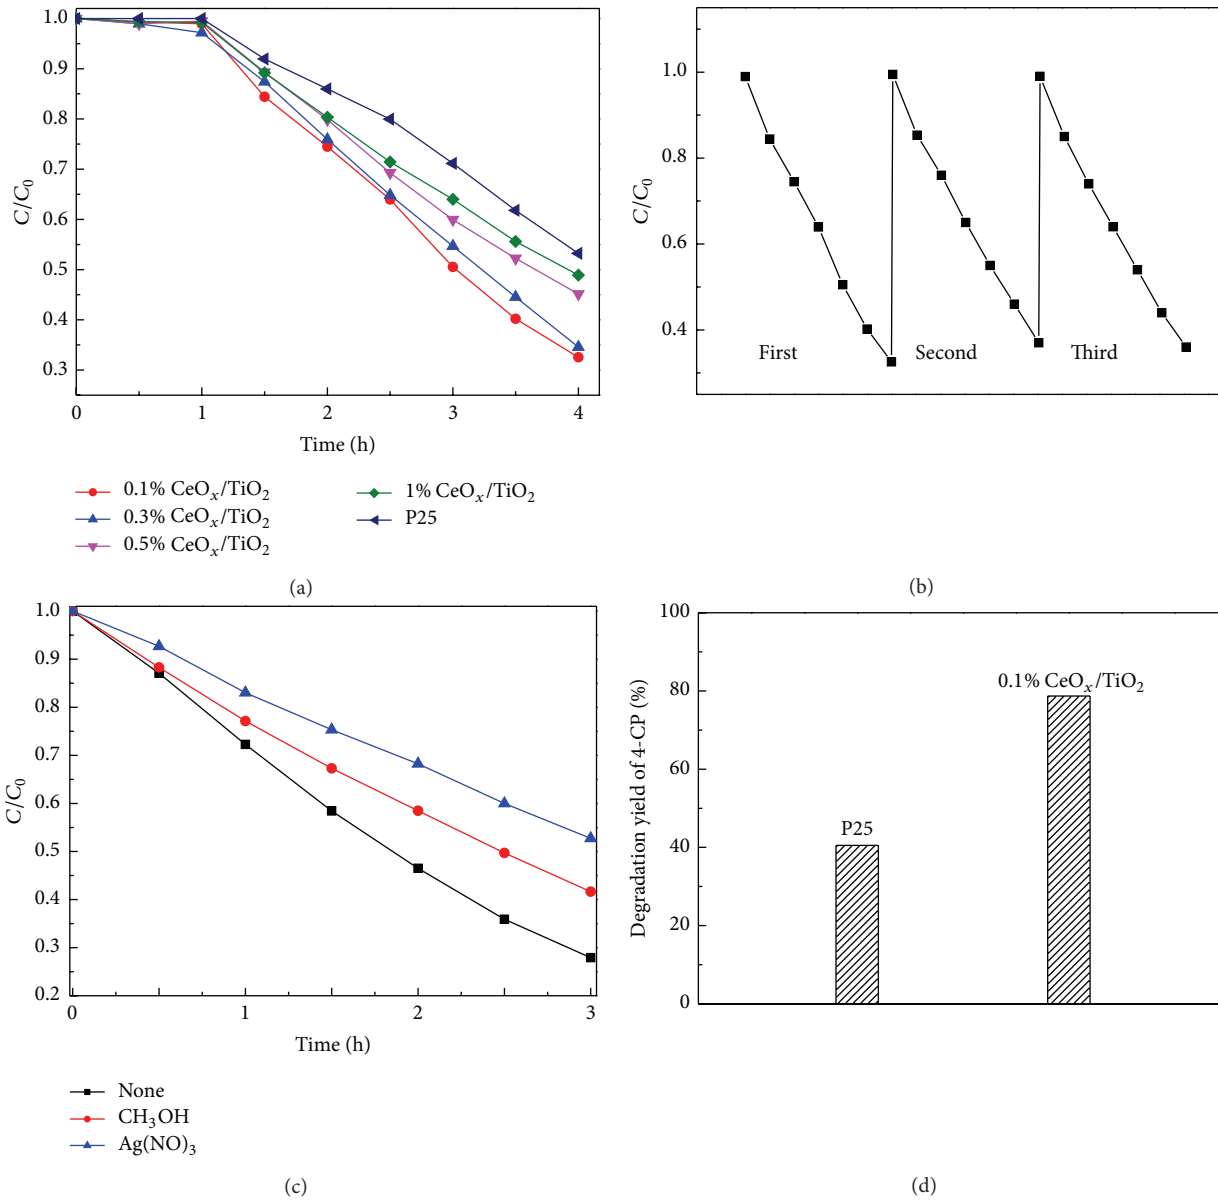 1.0
0.9
0.8
0.7
0.6
0.5
0.4
0.3
C/C₀
0 1 2 3 4
Time (h)
0.1% CeOₓ/TiO₂
0.3% CeOₓ/TiO₂
0.5% CeOₓ/TiO₂
1% CeOₓ/TiO₂
P25
(a)
1.0
0.8
0.6
0.4
C/C₀
First Second Third
(b)
1.0
0.9
0.8
0.7
0.6
0.5
0.4
0.3
0.2
C/C₀
0 1 2 3
Time (h)
None
CH₃OH
Ag(NO)₃
(c)
100
80
60
40
20
0
Degradation yield of 4-CP (%)
P25
0.1% CeOₓ/TiO₂
(d)